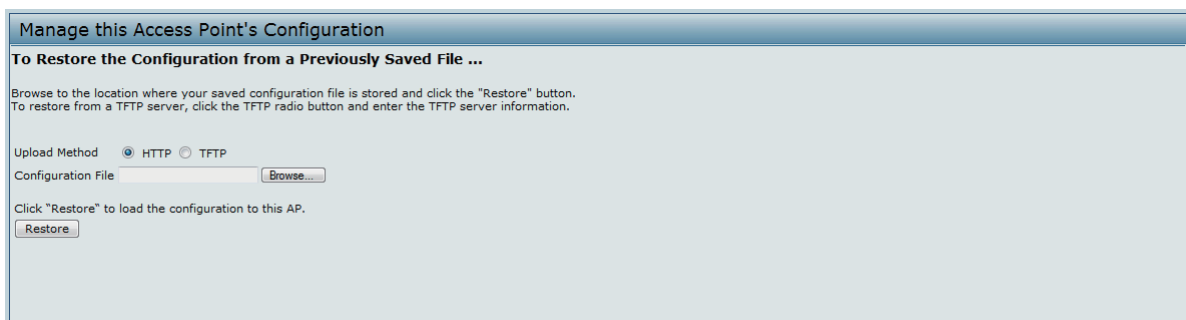 Manage this Access Point's Configuration
To Restore the Configuration from a Previously Saved File ...
Browse to the location where your saved configuration file is stored and click the "Restore" button.
To restore from a TFTP server, click the TFTP radio button and enter the TFTP server information.
Upload Method HTTP TFTP
Configuration File Browse...
Click "Restore" to load the configuration to this AP.
Restore